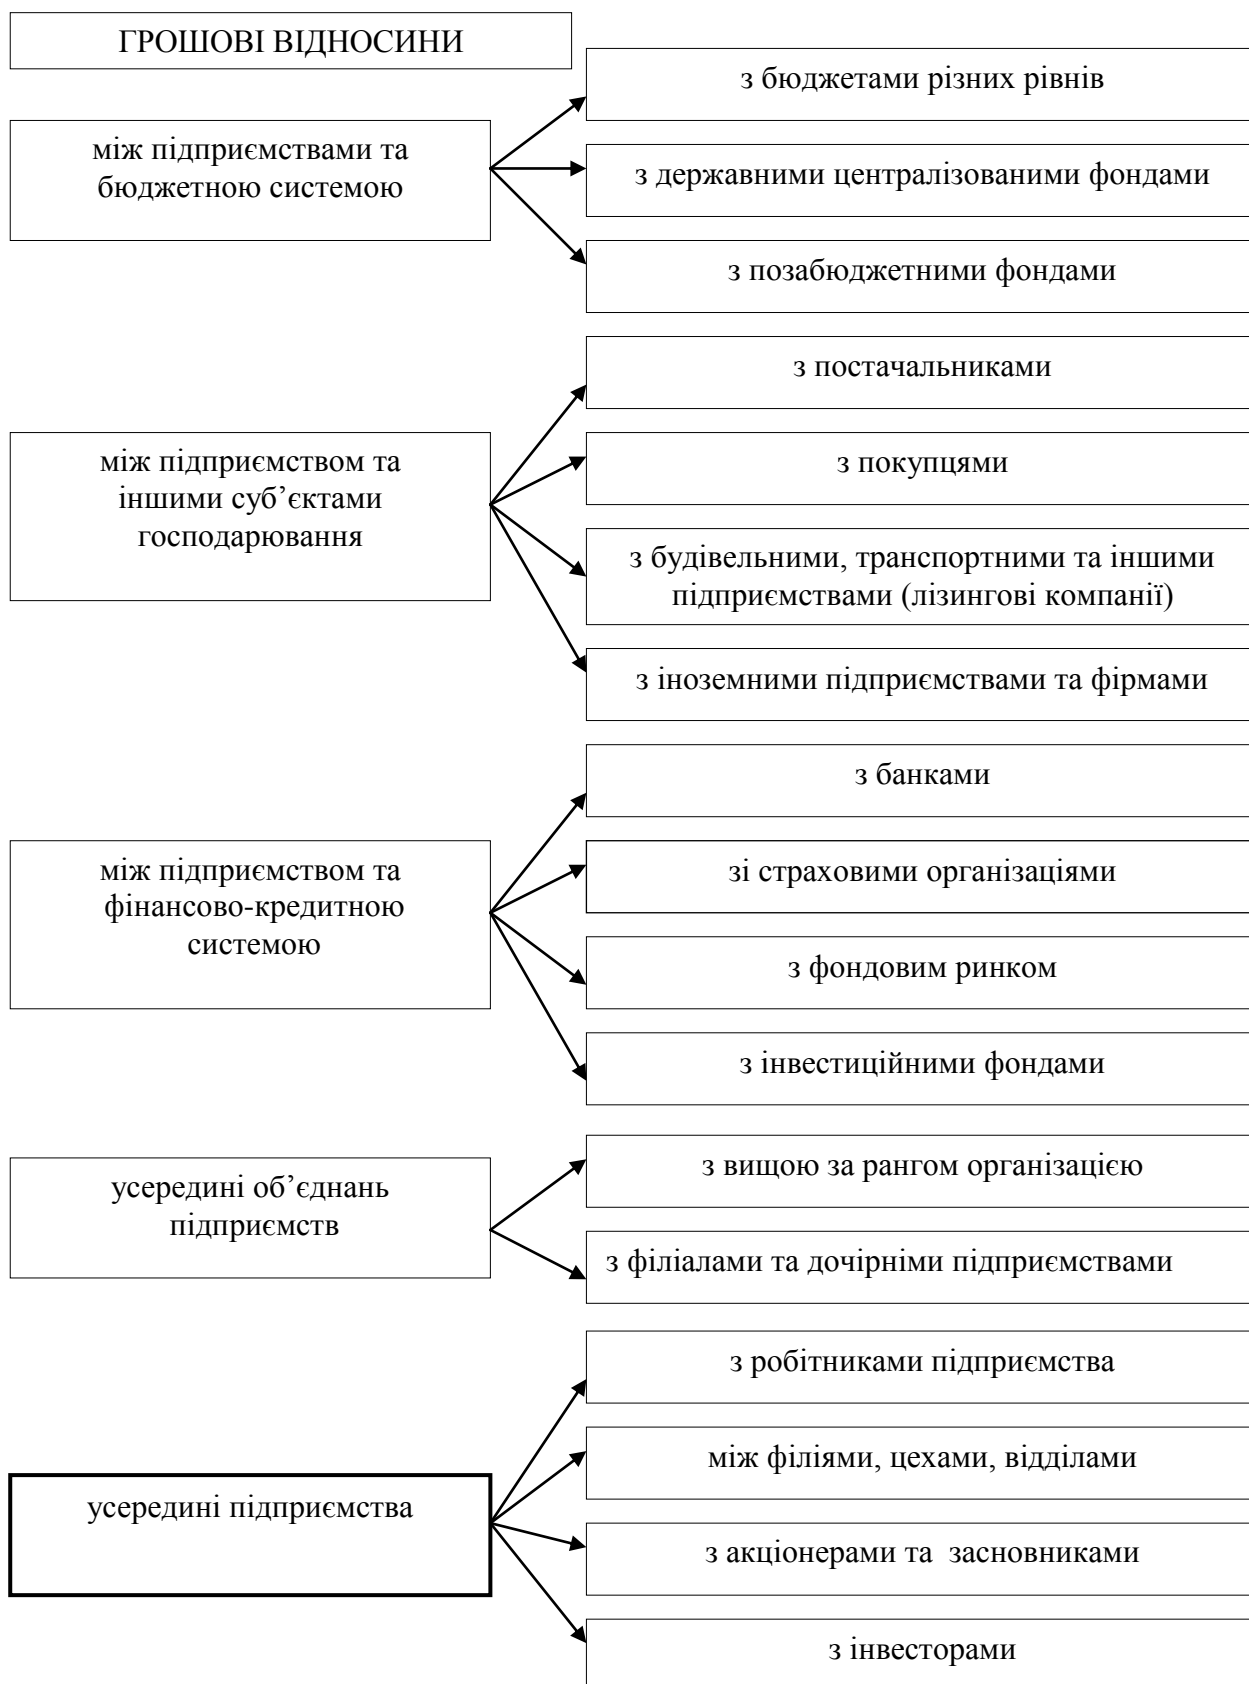 ГРОШОВІ ВІДНОСИНИ
між підприємствами та
бюджетною системою
з бюджетами різних рівнів
з державними централізованими фондами
з позабюджетними фондами
між підприємством та
іншими суб’єктами
господарювання
з постачальниками
з покупцями
з будівельними, транспортними та іншими
підприємствами (лізингові компанії)
з іноземними підприємствами та фірмами
між підприємством та
фінансово-кредитною
системою
з банками
зі страховими організаціями
з фондовим ринком
з інвестиційними фондами
усередині об’єднань
підприємств
з вищою за рангом організацією
з філіалами та дочірніми підприємствами
усередині підприємства
з робітниками підприємства
між філіями, цехами, відділами
з акціонерами та засновниками
з інвесторами